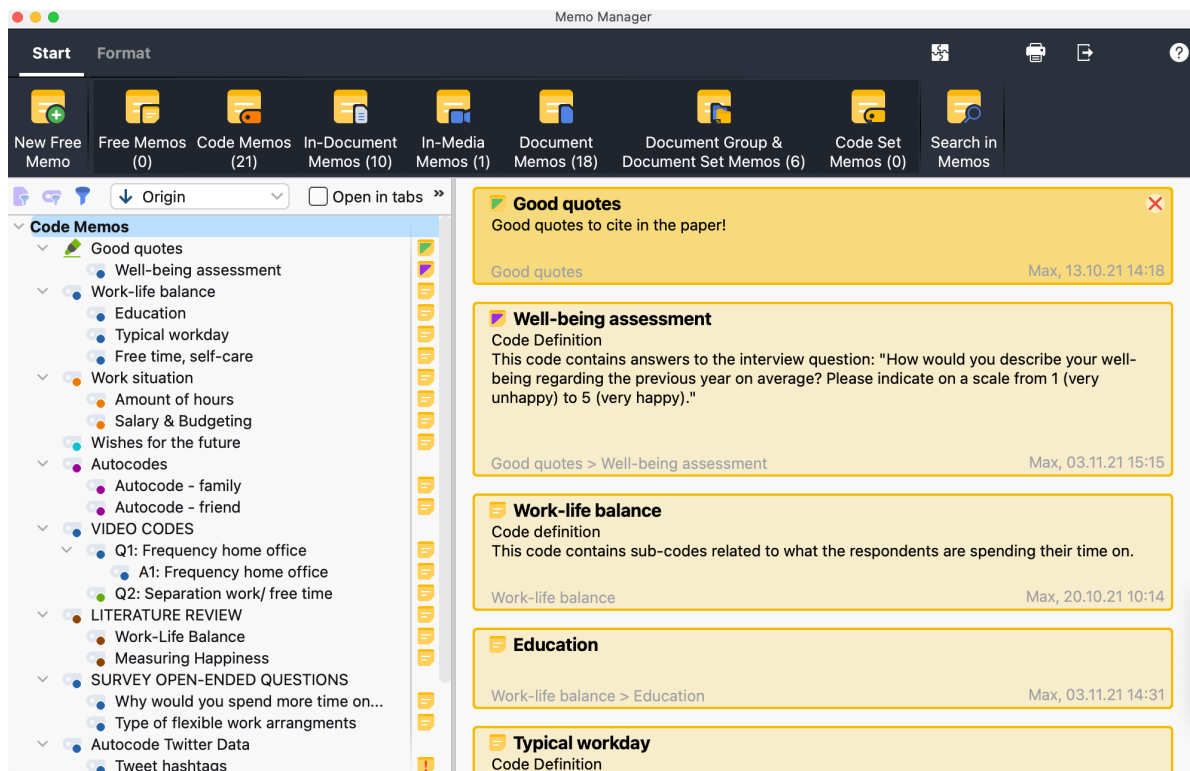 Memo Manager
Start
Format
?
New Free
Memo
Free Memos
(0)
Code Memos
(21)
In-Document
Memos (10)
In-Media
Memos (1)
Document
Memos (18)
Document Group &
Document Set Memos (6)
Code Set
Memos (0)
Search in
Memos
Origin
Open in tabs »
Code Memos
Good quotes
Well-being assessment
Work-life balance
Education
Typical workday
Free time, self-care
Work situation
Amount of hours
Salary & Budgeting
Wishes for the future
Autocodes
Autocode - family
Autocode - friend
VIDEO CODES
Q1: Frequency home office
A1: Frequency home office
Q2: Separation work/ free time
LITERATURE REVIEW
Work-Life Balance
Measuring Happiness
SURVEY OPEN-ENDED QUESTIONS
Why would you spend more time on...
Type of flexible work arrangments
Autocode Twitter Data
Tweet hashtags
Good quotes
Good quotes to cite in the paper!
Good quotes
Max, 13.10.21 14:18
Well-being assessment
Code Definition
This code contains answers to the interview question: "How would you describe your well-
being regarding the previous year on average? Please indicate on a scale from 1 (very
unhappy) to 5 (very happy)."
Good quotes > Well-being assessment
Max, 03.11.21 15:15
Work-life balance
Code definition
This code contains sub-codes related to what the respondents are spending their time on.
Work-life balance
Max, 20.10.21 10:14
Education
Work-life balance > Education
Max, 03.11.21 14:31
Typical workday
Code Definition